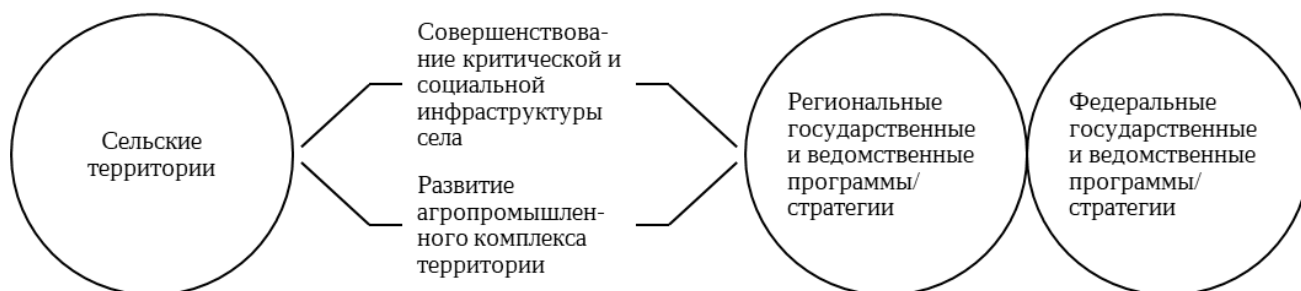 Сельские
территории
Совершенствова-
ние критической и
социальной
инфраструктуры
села
Развитие
агропромышлен-
ного комплекса
территории
Региональные
государственные
и ведомственные
программы/
стратегии
Федеральные
государственные
и ведомственные
программы/
стратегии